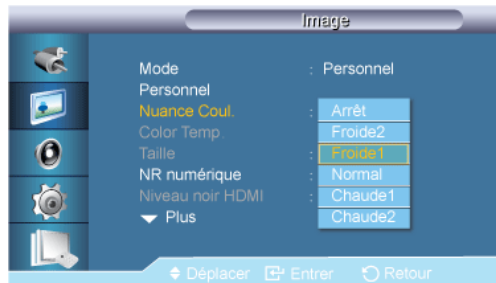 Image
Mode : Personnel
Personnel
Nuance Coul. : Arrêt
Color Temp. Froide2
Taille : Froide1
NR numérique : Normal
Niveau noir HDMI : Chaude1
Plus Chaude2
Déplacer Entrer Retour